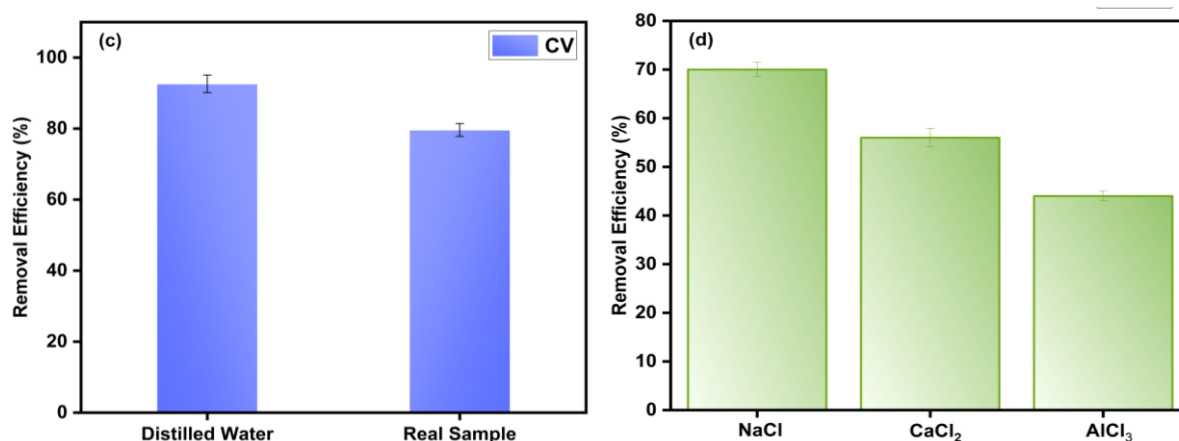 (c)
CV
Removal Efficiency (%)
100
80
60
40
20
0
Distilled Water
Real Sample
(d)
Removal Efficiency (%)
80
70
60
50
40
30
20
10
0
NaCl
CaCl₂
AlCl₃